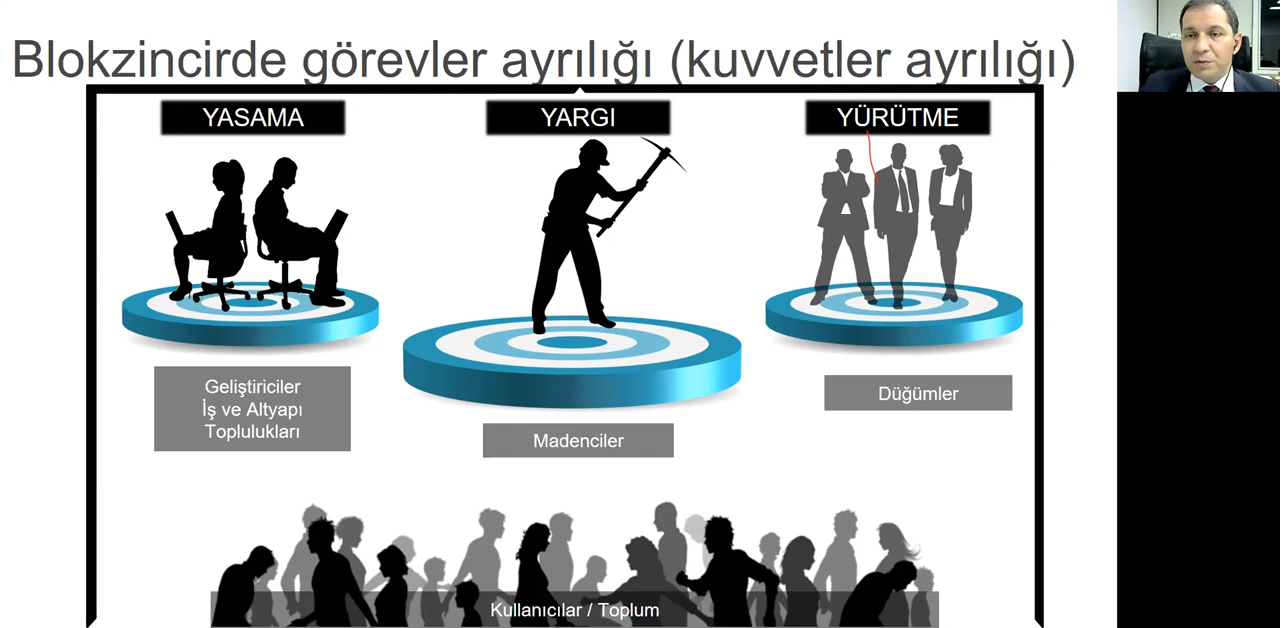 Blokzincirde görevler ayrılığı (kuvvetler ayrılığı)
YASAMA
YARGI
YÜRÜTME
Geliştiriciler
İş ve Altyapı
Toplulukları
Madenciler
Düğümler
Kullanıcılar / Toplum